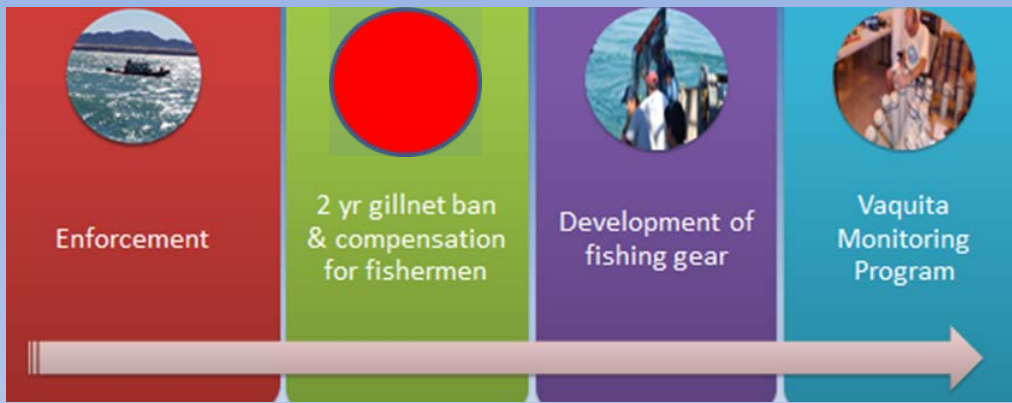 Enforcement
2 yr gillnet ban
& compensation
for fishermen
Development of
fishing gear
Vaquita
Monitoring
Program